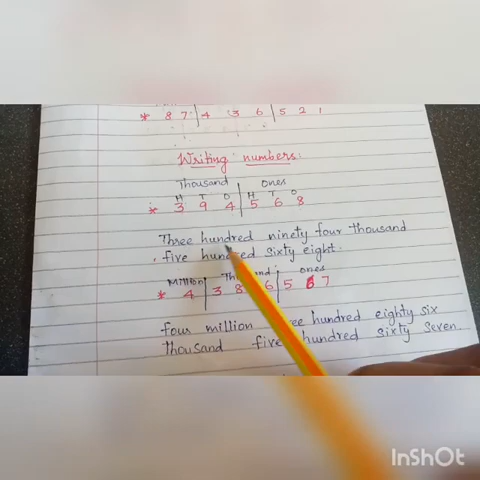 * 8 7 | 4 3 6 | 5 2 1
Writing numbers:
Thousand Ones
H T O H T O
* 3 9 4 | 5 6 8
Three hundred ninety four thousand
five hundred sixty eight.
Million ones
* 4 | 3 8 6 | 5 6 7
four million hundred eighty six
thousand five hundred sixty seven
InShOt